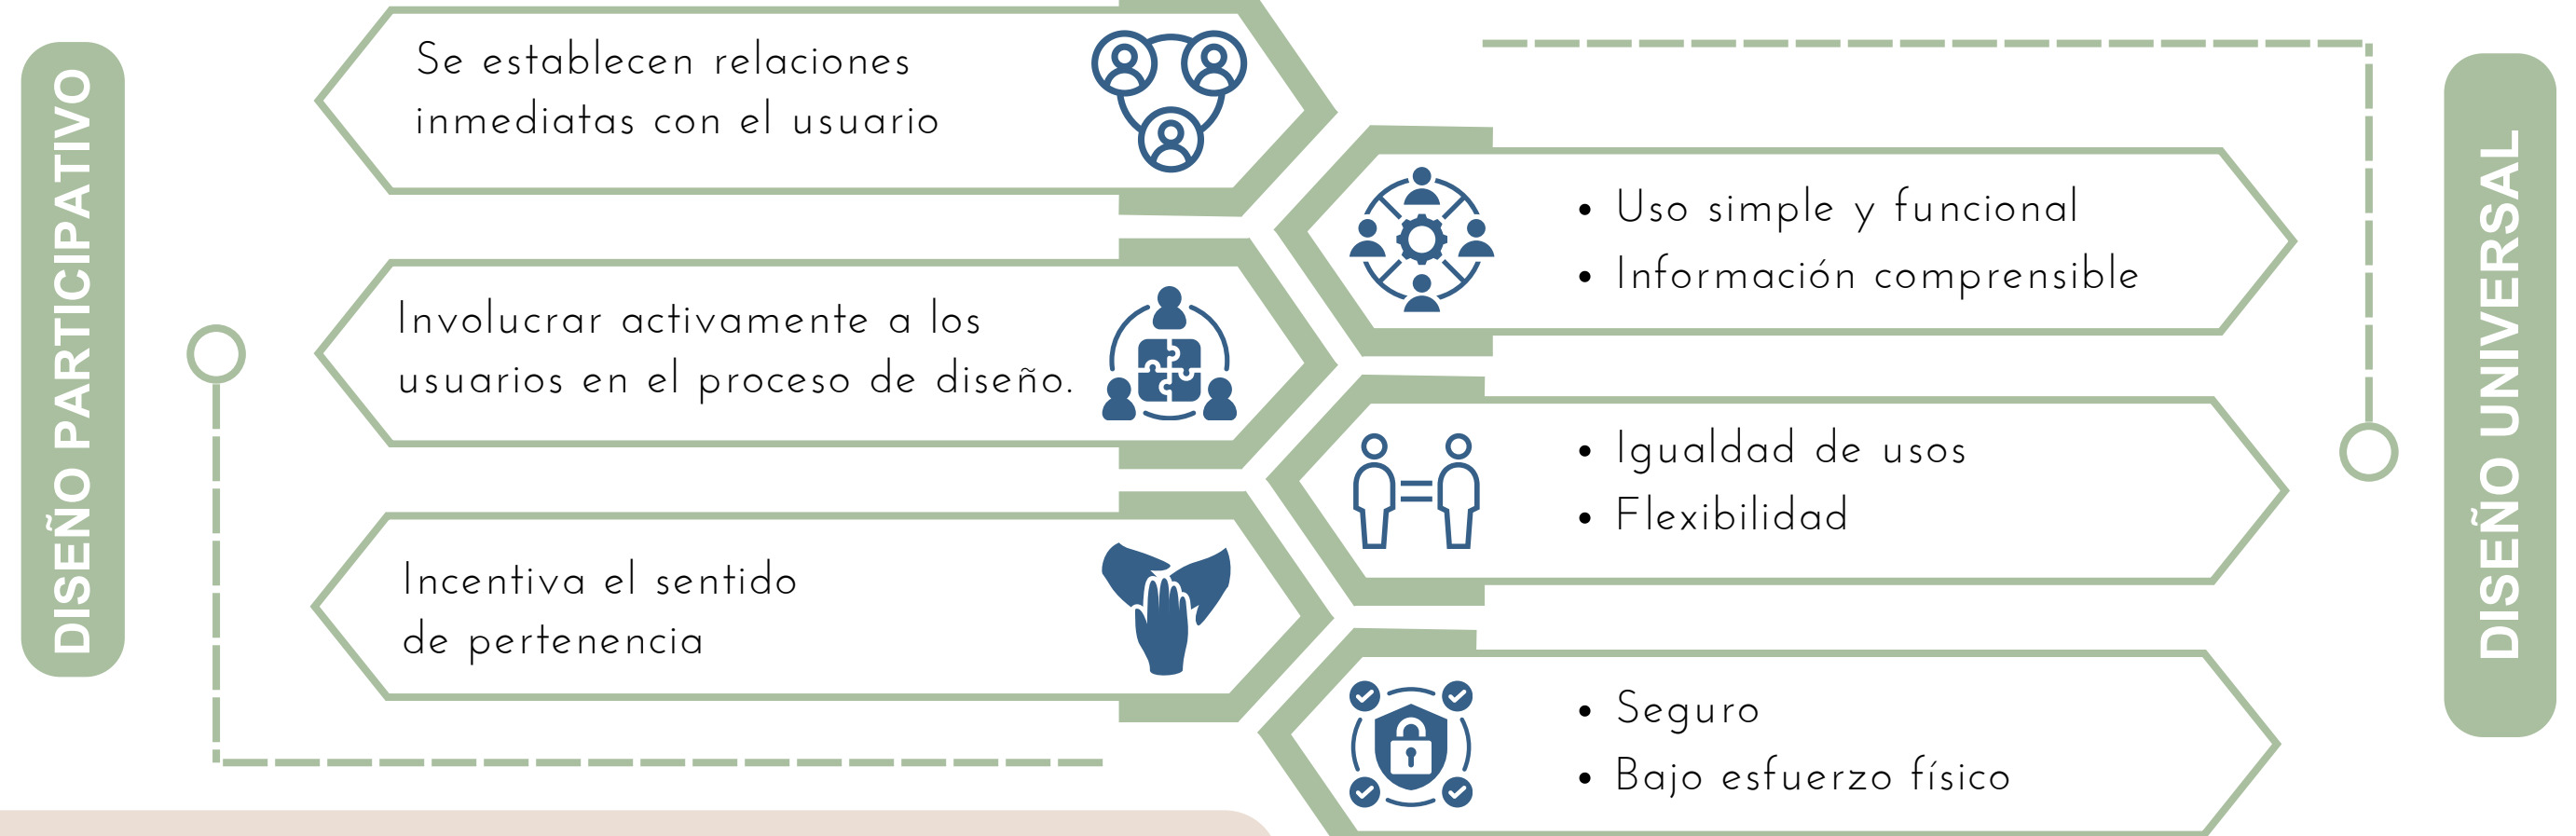 DISEÑO PARTICIPATIVO
Se establecen relaciones
inmediatas con el usuario
Involucrar activamente a los
usuarios en el proceso de diseño.
Incentiva el sentido
de pertenencia
• Uso simple y funcional
• Información comprensible
• Igualdad de usos
• Flexibilidad
• Seguro
• Bajo esfuerzo físico
DISEÑO UNIVERSAL